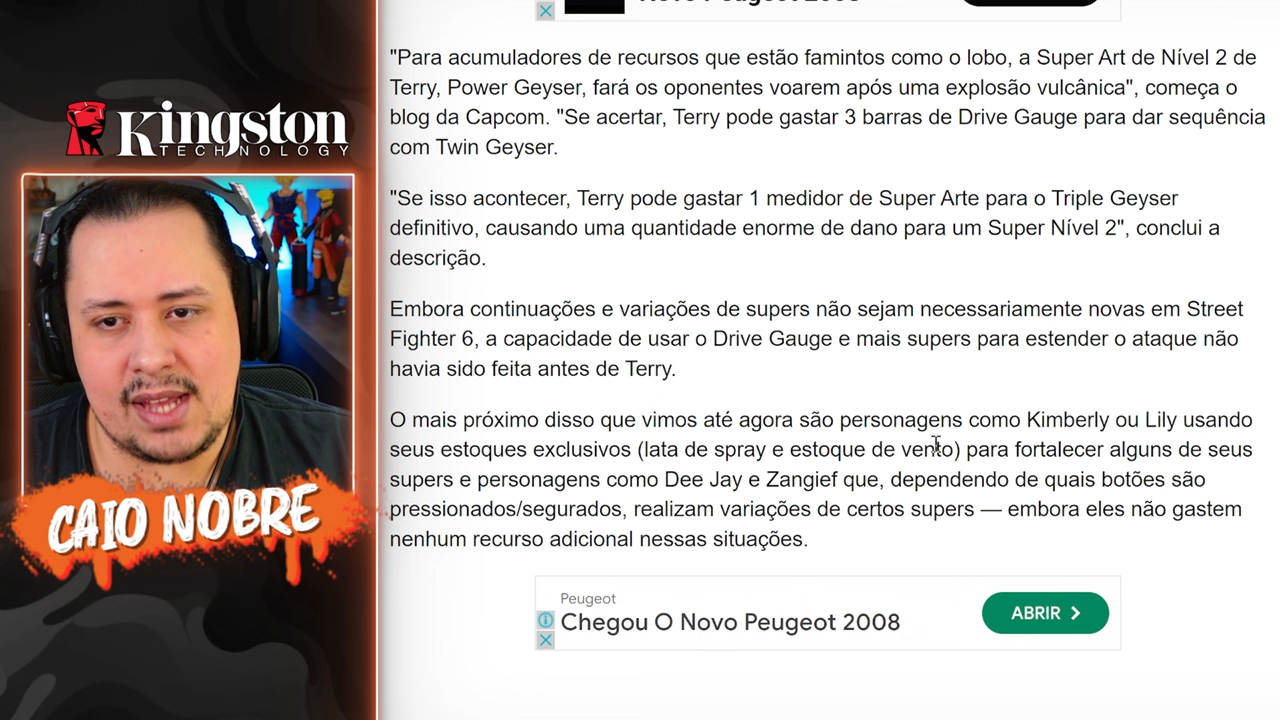 Kingston
TECHNOLOGY
CAIO NOBRE
"Para acumuladores de recursos que estão famintos como o lobo, a Super Art de Nível 2 de
Terry, Power Geyser, fará os oponentes voarem após uma explosão vulcânica", começa o
blog da Capcom. "Se acertar, Terry pode gastar 3 barras de Drive Gauge para dar sequência
com Twin Geyser.
"Se isso acontecer, Terry pode gastar 1 medidor de Super Arte para o Triple Geyser
definitivo, causando uma quantidade enorme de dano para um Super Nível 2", conclui a
descrição.
Embora continuações e variações de supers não sejam necessariamente novas em Street
Fighter 6, a capacidade de usar o Drive Gauge e mais supers para estender o ataque não
havia sido feita antes de Terry.
O mais próximo disso que vimos até agora são personagens como Kimberly ou Lily usando
seus estoques exclusivos (lata de spray e estoque de vento) para fortalecer alguns de seus
supers e personagens como Dee Jay e Zangief que, dependendo de quais botões são
pressionados/segurados, realizam variações de certos supers — embora eles não gastem
nenhum recurso adicional nessas situações.
Peugeot
Chegou O Novo Peugeot 2008
ABRIR